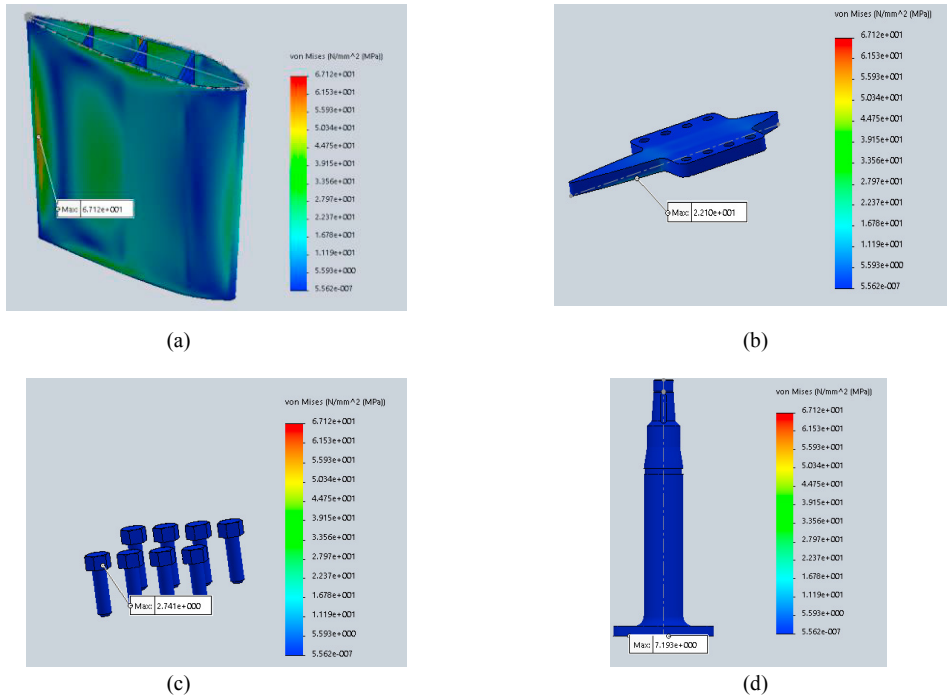 von Mises (N/mm^2 (MPa))
6.712e+001
6.153e+001
5.593e+001
5.034e+001
4.475e+001
3.915e+001
3.356e+001
2.797e+001
2.237e+001
1.678e+001
1.119e+001
5.593e+000
5.562e-007
Max: 6.712e+001
(a)
von Mises (N/mm^2 (MPa))
6.712e+001
6.153e+001
5.593e+001
5.034e+001
4.475e+001
3.915e+001
3.356e+001
2.797e+001
2.237e+001
1.678e+001
1.119e+001
5.593e+000
5.562e-007
Max: 2.210e+001
(b)
von Mises (N/mm^2 (MPa))
6.712e+001
6.153e+001
5.593e+001
5.034e+001
4.475e+001
3.915e+001
3.356e+001
2.797e+001
2.237e+001
1.678e+001
1.119e+001
5.593e+000
5.562e-007
Max: 2.741e+000
(c)
von Mises (N/mm^2 (MPa))
6.712e+001
6.153e+001
5.593e+001
5.034e+001
4.475e+001
3.915e+001
3.356e+001
2.797e+001
2.237e+001
1.678e+001
1.119e+001
5.593e+000
5.562e-007
Max: 7.193e+000
(d)